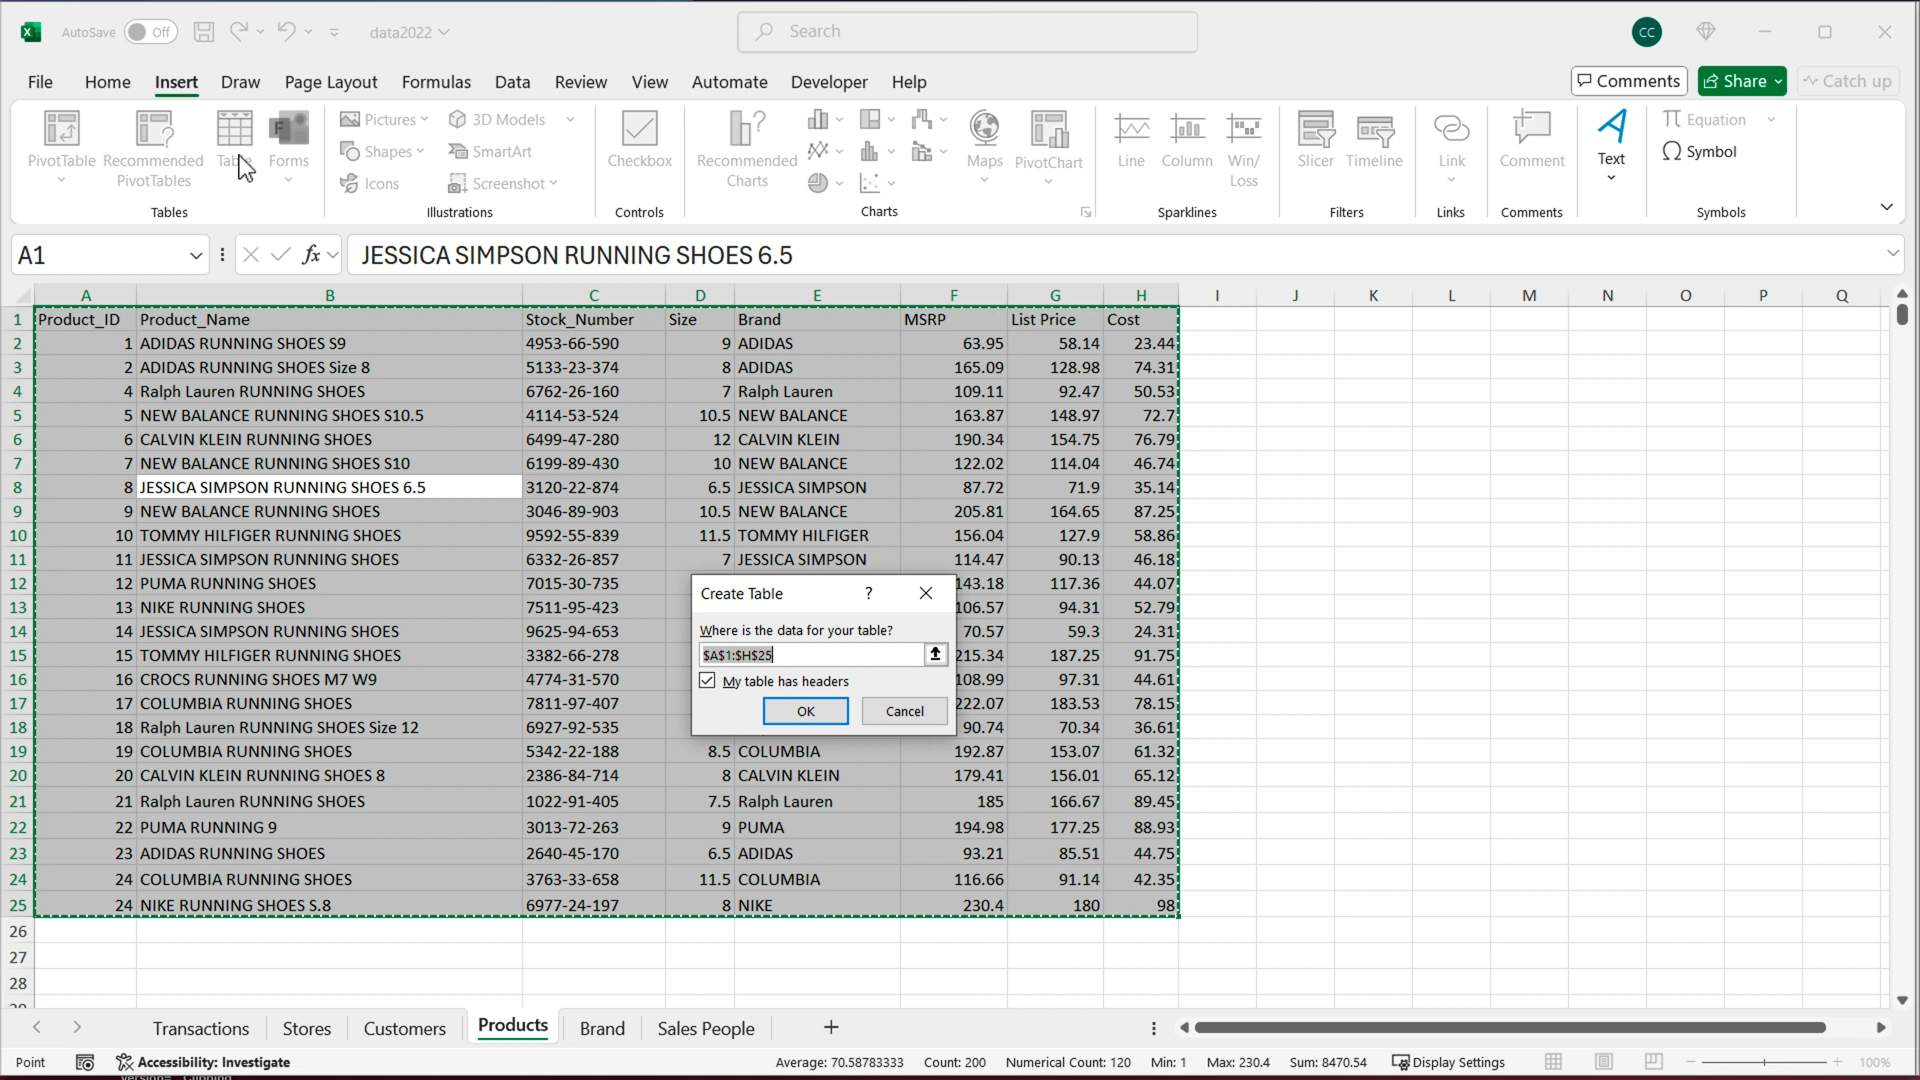 AutoSave Off data2022 Search CC
File Home Insert Draw Page Layout Formulas Data Review View Automate Developer Help Comments Share Catch up
PivotTable
Recommended
PivotTables
Table
Forms
Tables
Pictures
Shapes
Icons
3D Models
SmartArt
Screenshot
Illustrations
Checkbox
Controls
Recommended
Charts
Maps
PivotChart
Charts
Line
Column
Win/
Loss
Sparklines
Slicer
Timeline
Filters
Link
Links
Comment
Comments
Text
Equation
Symbol
Symbols
A1 fx JESSICA SIMPSON RUNNING SHOES 6.5
A B C D E F G H I J K L M N O P Q
1 Product_ID Product_Name Stock_Number Size Brand MSRP List Price Cost
2 1 ADIDAS RUNNING SHOES S9 4953-66-590 9 ADIDAS 63.95 58.14 23.44
3 2 ADIDAS RUNNING SHOES Size 8 5133-23-374 8 ADIDAS 165.09 128.98 74.31
4 4 Ralph Lauren RUNNING SHOES 6762-26-160 7 Ralph Lauren 109.11 92.47 50.53
5 5 NEW BALANCE RUNNING SHOES S10.5 4114-53-524 10.5 NEW BALANCE 163.87 148.97 72.7
6 6 CALVIN KLEIN RUNNING SHOES 6499-47-280 12 CALVIN KLEIN 190.34 154.75 76.79
7 7 NEW BALANCE RUNNING SHOES S10 6199-89-430 10 NEW BALANCE 122.02 114.04 46.74
8 8 JESSICA SIMPSON RUNNING SHOES 6.5 3120-22-874 6.5 JESSICA SIMPSON 87.72 71.9 35.14
9 9 NEW BALANCE RUNNING SHOES 3046-89-903 10.5 NEW BALANCE 205.81 164.65 87.25
10 10 TOMMY HILFIGER RUNNING SHOES 9592-55-839 11.5 TOMMY HILFIGER 156.04 127.9 58.86
11 11 JESSICA SIMPSON RUNNING SHOES 6332-26-857 7 JESSICA SIMPSON 114.47 90.13 46.18
12 12 PUMA RUNNING SHOES 7015-30-735 143.18 117.36 44.07
13 13 NIKE RUNNING SHOES 7511-95-423 106.57 94.31 52.79
14 14 JESSICA SIMPSON RUNNING SHOES 9625-94-653 70.57 59.3 24.31
15 15 TOMMY HILFIGER RUNNING SHOES 3382-66-278 215.34 187.25 91.75
16 16 CROCS RUNNING SHOES M7 W9 4774-31-570 108.99 97.31 44.61
17 17 COLUMBIA RUNNING SHOES 7811-97-407 222.07 183.53 78.15
18 18 Ralph Lauren RUNNING SHOES Size 12 6927-92-535 90.74 70.34 36.61
19 19 COLUMBIA RUNNING SHOES 5342-22-188 8.5 COLUMBIA 192.87 153.07 61.32
20 20 CALVIN KLEIN RUNNING SHOES 8 2386-84-714 8 CALVIN KLEIN 179.41 156.01 65.12
21 21 Ralph Lauren RUNNING SHOES 1022-91-405 7.5 Ralph Lauren 185 166.67 89.45
22 22 PUMA RUNNING 9 3013-72-263 9 PUMA 194.98 177.25 88.93
23 23 ADIDAS RUNNING SHOES 2640-45-170 6.5 ADIDAS 93.21 85.51 44.75
24 24 COLUMBIA RUNNING SHOES 3763-33-658 11.5 COLUMBIA 116.66 91.14 42.35
25 24 NIKE RUNNING SHOES S.8 6977-24-197 8 NIKE 230.4 180 98
26
27
28
Create Table ?
Where is the data for your table?
$A$1:$H$25
My table has headers
OK Cancel
Transactions Stores Customers Products Brand Sales People
Point Accessibility: Investigate Average: 70.58783333 Count: 200 Numerical Count: 120 Min: 1 Max: 230.4 Sum: 8470.54 Display Settings 100%